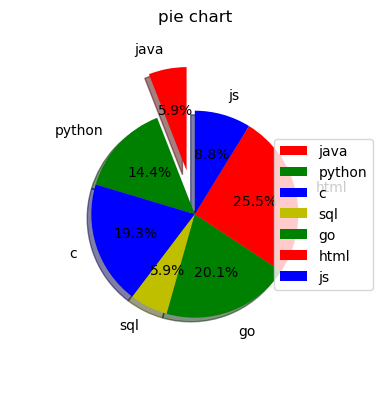 pie chart
java
js
5.9%
python
8.8%
14.4%
java
python
c
sql
go
html
js
html
25.5%
19.3%
c
5.9%
20.1%
sql
go